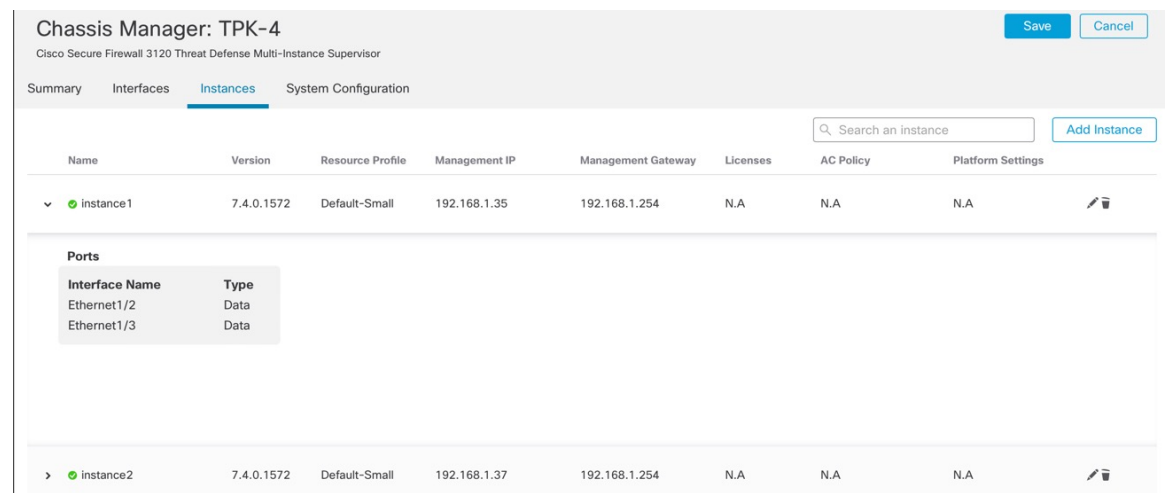 Chassis Manager: TPK-4
Save Cancel
Cisco Secure Firewall 3120 Threat Defense Multi-Instance Supervisor
Summary Interfaces Instances System Configuration
Search an instance Add Instance
Name Version Resource Profile Management IP Management Gateway Licenses AC Policy Platform Settings
instance1 7.4.0.1572 Default-Small 192.168.1.35 192.168.1.254 N.A N.A N.A
Ports
Interface Name Type
Ethernet1/2 Data
Ethernet1/3 Data
instance2 7.4.0.1572 Default-Small 192.168.1.37 192.168.1.254 N.A N.A N.A